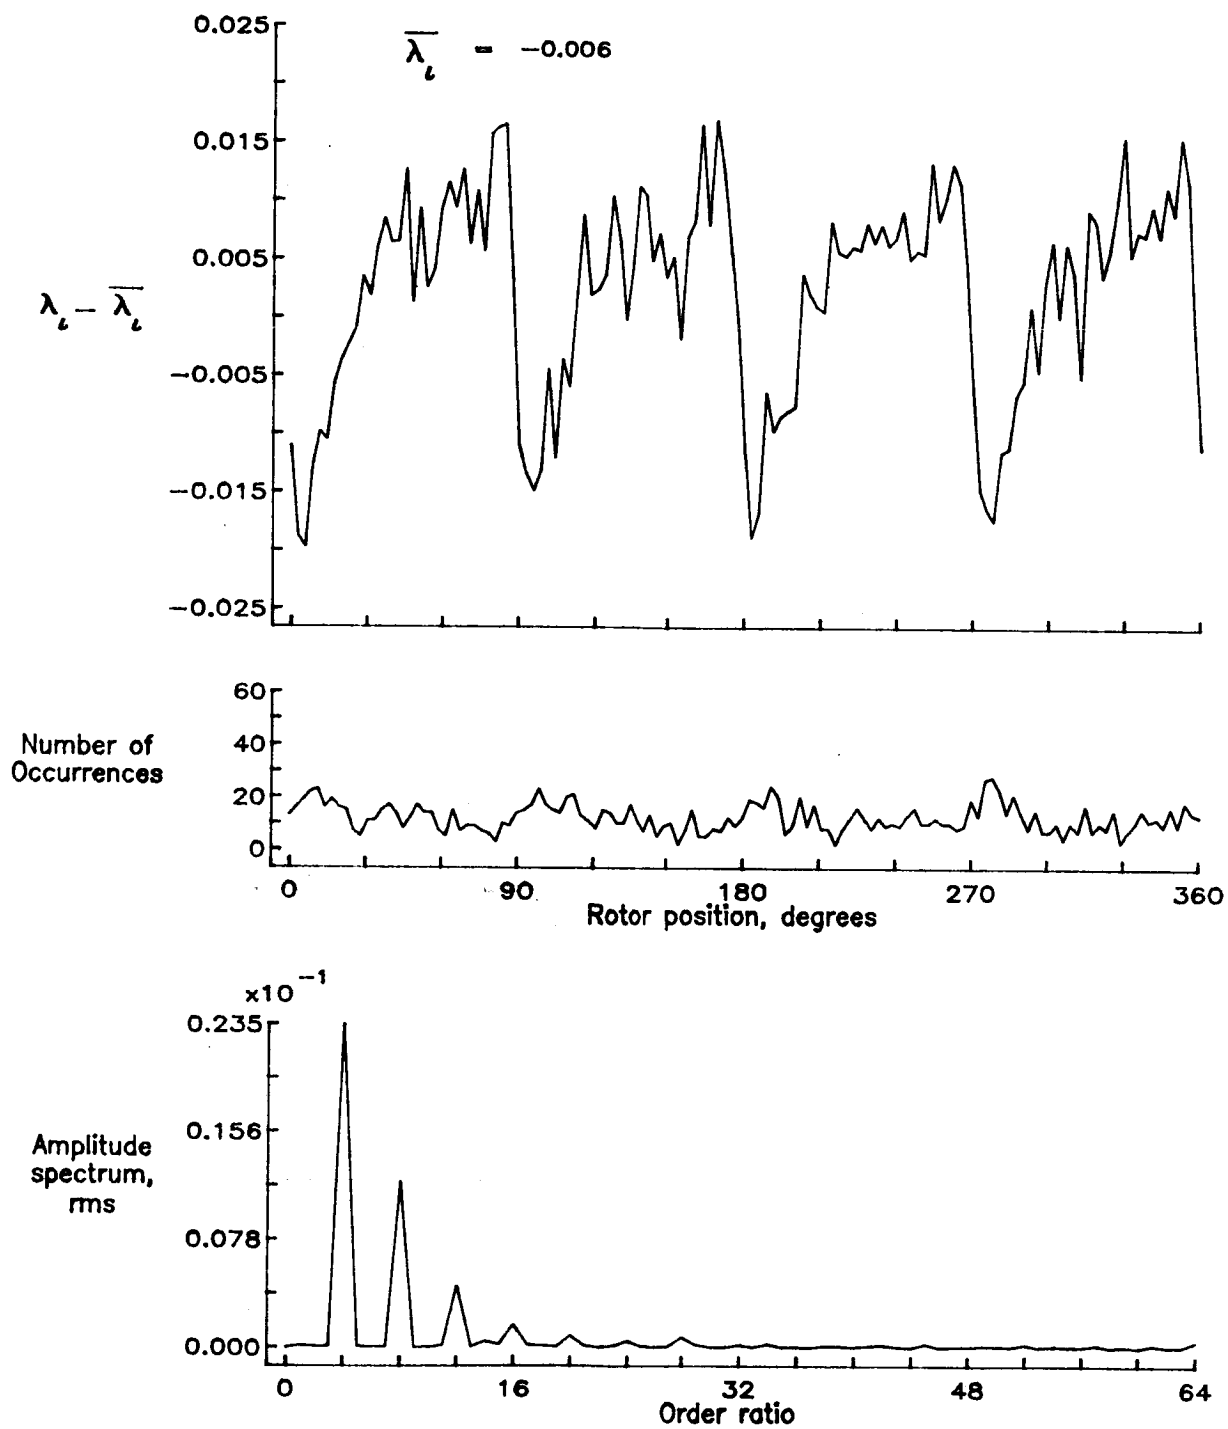 0.025
λ̅ᵢ = −0.006
0.015
0.005
λᵢ − λ̅ᵢ
−0.005
−0.015
−0.025
60
Number of
40
Occurrences
20
0
0 90 180 270 360
Rotor position, degrees
x10 −1
0.235
0.156
Amplitude
spectrum,
rms
0.078
0.000
0 16 32 48 64
Order ratio